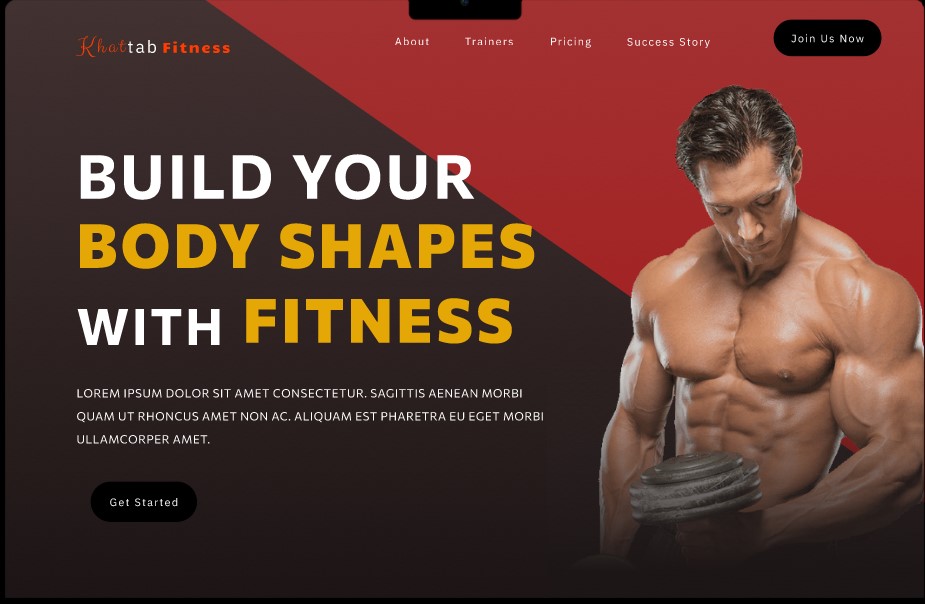 Khattab Fitness
About Trainers Pricing Success Story Join Us Now
BUILD YOUR
BODY SHAPES
WITH FITNESS
LOREM IPSUM DOLOR SIT AMET CONSECTETUR. SAGITTIS AENEAN MORBI
QUAM UT RHONCUS AMET NON AC. ALIQUAM EST PHARETRA EU EGET MORBI
ULLAMCORPER AMET.
Get Started